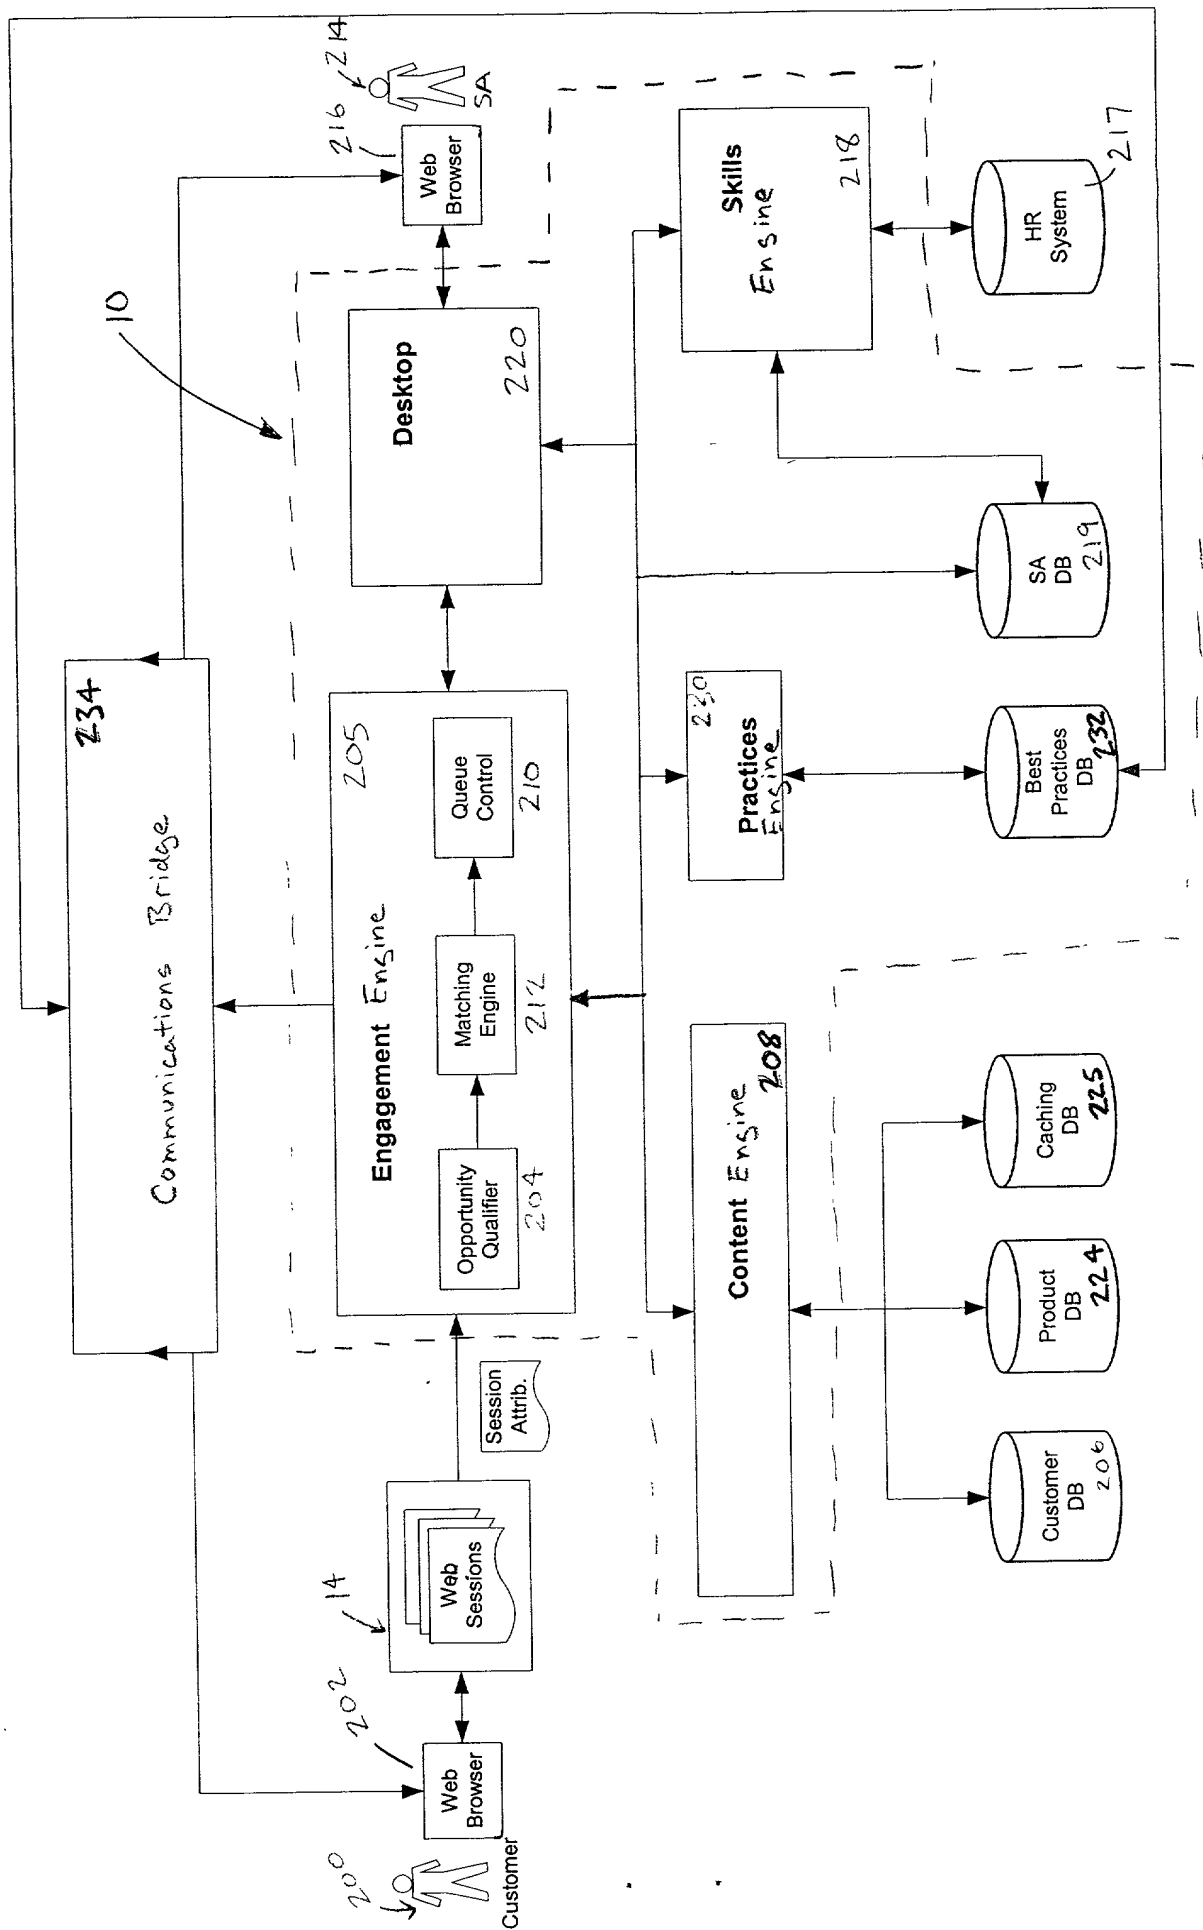 234
Communications Bridge
10
214
216
SA
Web
Browser
Desktop
220
205
Engagement Engine
Opportunity
Qualifier
204
Matching
Engine
212
Queue
Control
210
200
Customer
202
Web
Browser
14
Web
Sessions
Session
Attrib.
Skills
Engine
218
HR
System
217
SA
DB
219
230
Practices
Engine
Best
Practices
DB
232
Content Engine
208
Caching
DB
225
Product
DB
224
Customer
DB
206